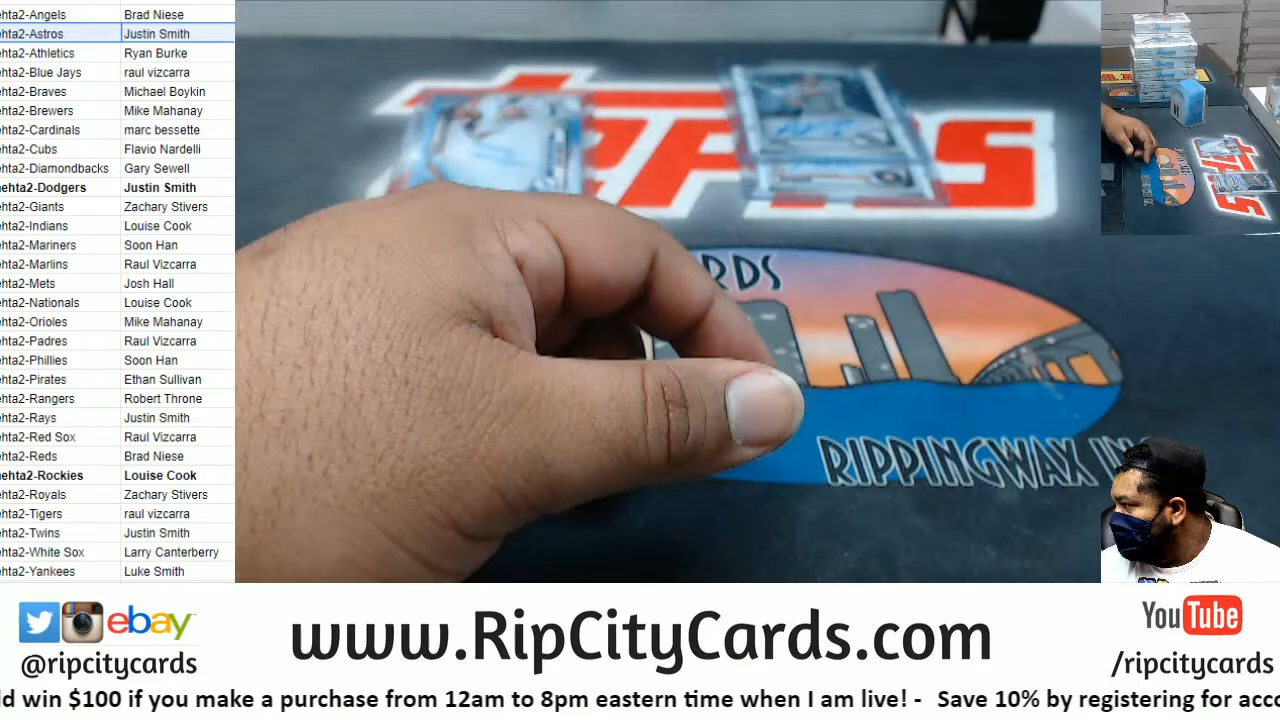 ehta2-Angels Brad Niese
ehta2-Astros Justin Smith
ehta2-Athletics Ryan Burke
ehta2-Blue Jays raul vizcarra
ehta2-Braves Michael Boykin
ehta2-Brewers Mike Mahanay
ehta2-Cardinals marc bessette
ehta2-Cubs Flavio Nardelli
ehta2-Diamondbacks Gary Sewell
nehta2-Dodgers Justin Smith
ehta2-Giants Zachary Stivers
ehta2-Indians Louise Cook
ehta2-Mariners Soon Han
ehta2-Marlins Raul Vizcarra
ehta2-Mets Josh Hall
ehta2-Nationals Louise Cook
ehta2-Orioles Mike Mahanay
ehta2-Padres Raul Vizcarra
ehta2-Phillies Soon Han
ehta2-Pirates Ethan Sullivan
ehta2-Rangers Robert Throne
ehta2-Rays Justin Smith
ehta2-Red Sox Raul Vizcarra
ehta2-Reds Brad Niese
nehta2-Rockies Louise Cook
ehta2-Royals Zachary Stivers
ehta2-Tigers raul vizcarra
ehta2-Twins Justin Smith
ehta2-White Sox Larry Canterberry
ehta2-Yankees Luke Smith
RDS
RIPPINGWAX IN
ebay
@ripcitycards
www.RipCityCards.com
YouTube
/ripcitycards
ld win $100 if you make a purchase from 12am to 8pm eastern time when I am live! - Save 10% by registering for acco